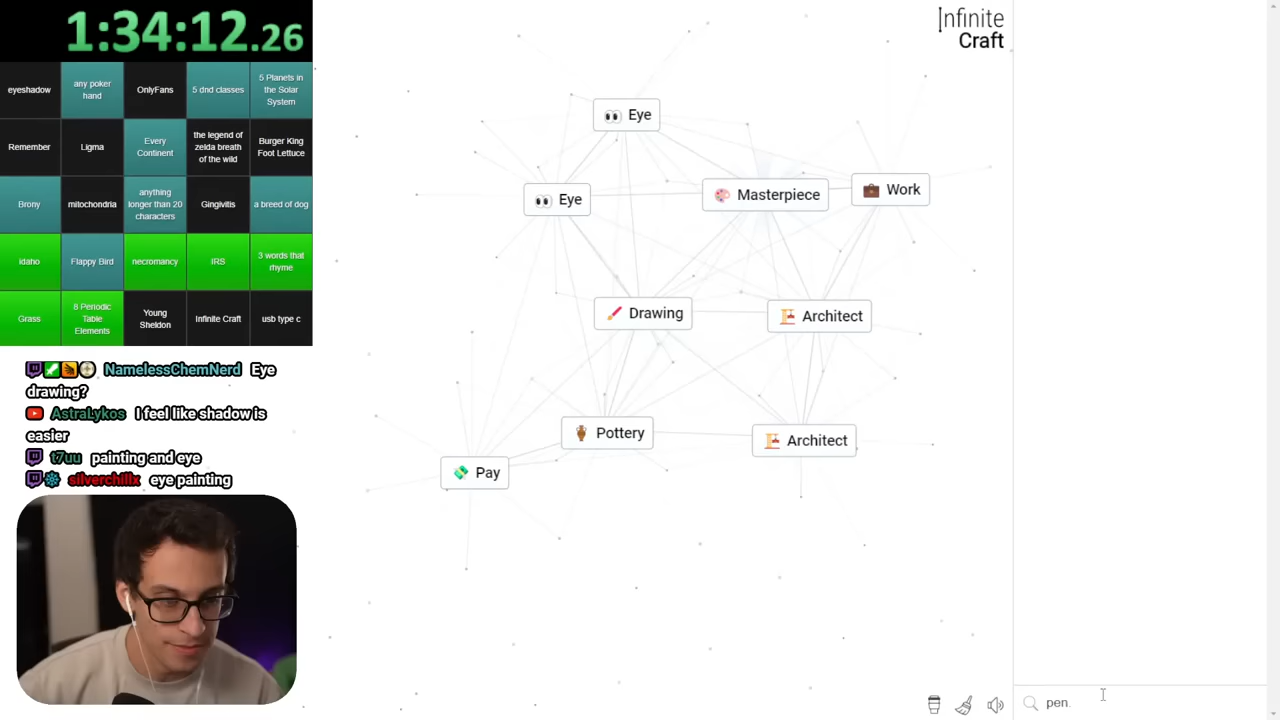 1:34:12.26
Infinite
Craft
eyeshadow
any poker
hand
OnlyFans
5 dnd classes
5 Planets in
the Solar
System
Remember
Ligma
Every
Continent
the legend of
zelda breath
of the wild
Burger King
Foot Lettuce
Brony
mitochondria
anything
longer than 20
characters
Gingivitis
a breed of dog
idaho
Flappy Bird
necromancy
IRS
3 words that
rhyme
Grass
8 Periodic
Table
Elements
Young
Sheldon
Infinite Craft
usb type c
NamelessChemNerd Eye
drawing?
AstraLykos I feel like shadow is
easier
t7uu painting and eye
silverchillx eye painting
Eye
Eye
Masterpiece
Work
Drawing
Architect
Pottery
Architect
Pay
pen